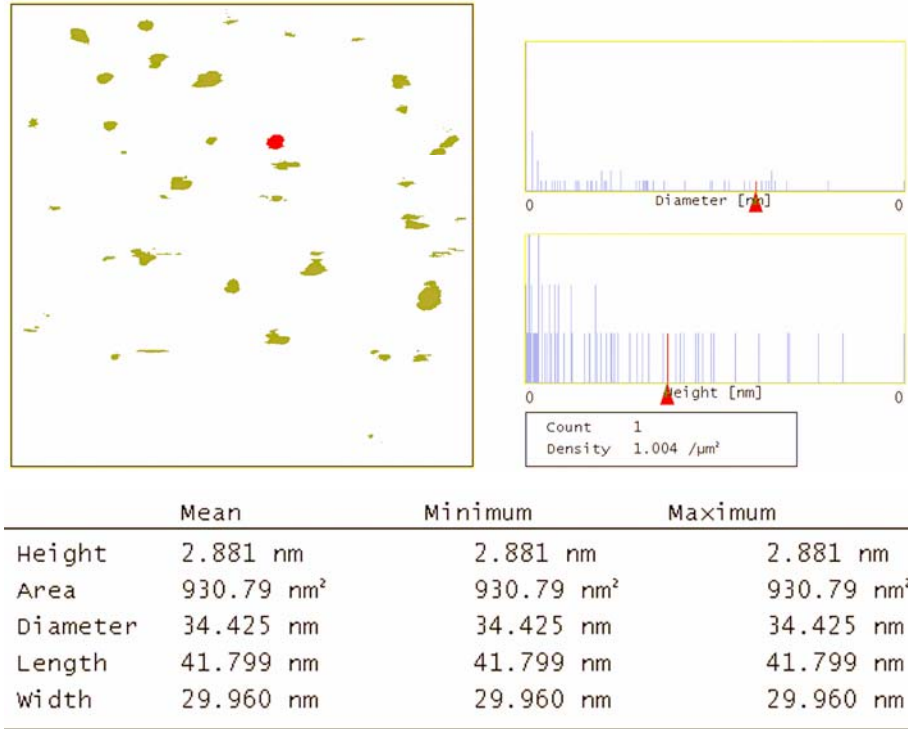 0 Diameter [nm] 0
0 Height [nm] 0
Count 1
Density 1.004 /µm²
Mean Minimum Maximum
Height 2.881 nm 2.881 nm 2.881 nm
Area 930.79 nm² 930.79 nm² 930.79 nm²
Diameter 34.425 nm 34.425 nm 34.425 nm
Length 41.799 nm 41.799 nm 41.799 nm
Width 29.960 nm 29.960 nm 29.960 nm